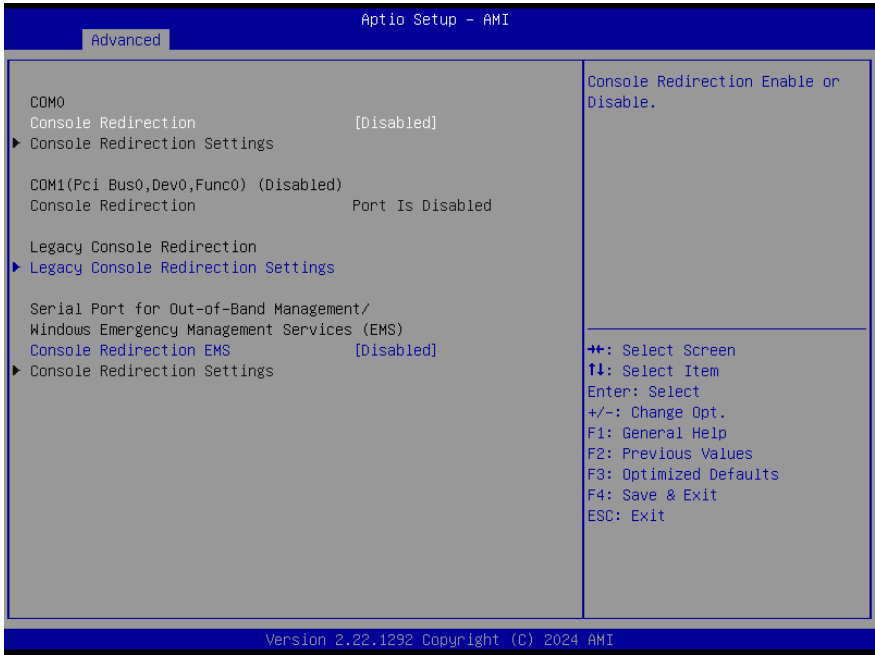 Aptio Setup - AMI
Advanced
COM0
Console Redirection [Disabled]
Console Redirection Settings
COM1(Pci Bus0,Dev0,Func0) (Disabled)
Console Redirection Port Is Disabled
Legacy Console Redirection
Legacy Console Redirection Settings
Serial Port for Out-of-Band Management/
Windows Emergency Management Services (EMS)
Console Redirection EMS [Disabled]
Console Redirection Settings
Console Redirection Enable or
Disable.
→←: Select Screen
↑↓: Select Item
Enter: Select
+/-: Change Opt.
F1: General Help
F2: Previous Values
F3: Optimized Defaults
F4: Save & Exit
ESC: Exit
Version 2.22.1292 Copyright (C) 2024 AMI